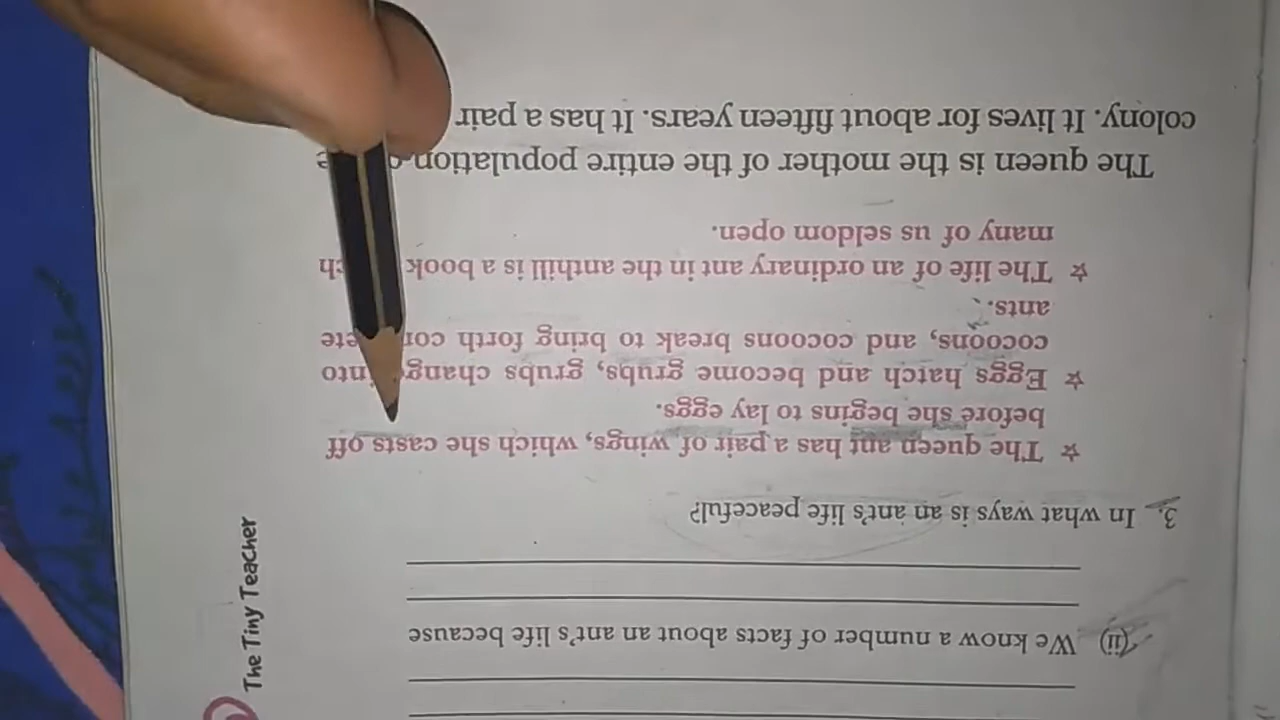 The Tiny Teacher
(ii) We know a number of facts about an ant's life because
3. In what ways is an ant's life peaceful?
☆ The queen ant has a pair of wings, which she casts off
before she begins to lay eggs.
☆ Eggs hatch and become grubs, grubs change into
cocoons, and cocoons break to bring forth
ants.
☆ The life of an ordinary ant in the anthill is a book
many of us seldom open.
The queen is the mother of the entire population
colony. It lives for about fifteen years. It has a pair